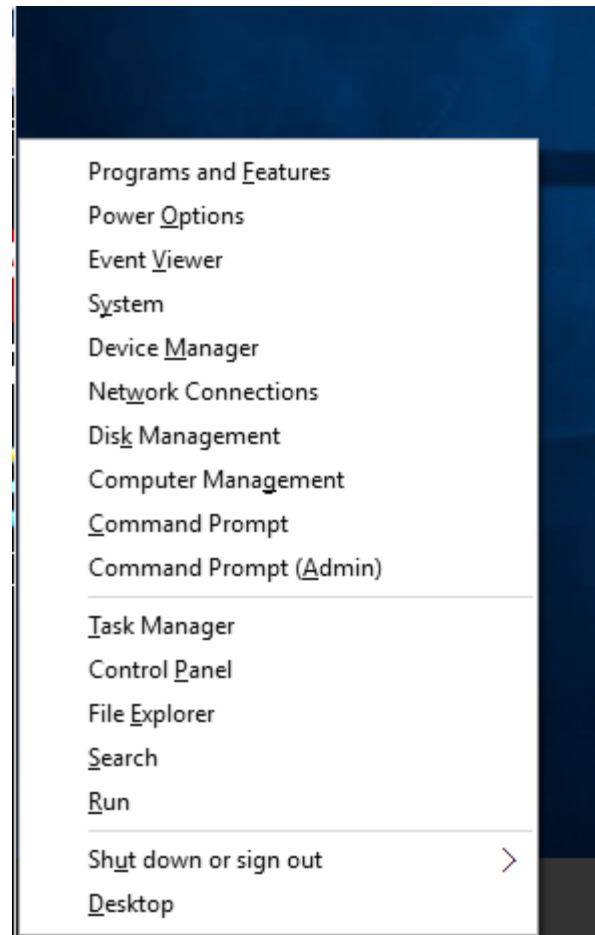 Programs and Features
Power Options
Event Viewer
System
Device Manager
Network Connections
Disk Management
Computer Management
Command Prompt
Command Prompt (Admin)
Task Manager
Control Panel
File Explorer
Search
Run
Shut down or sign out
Desktop